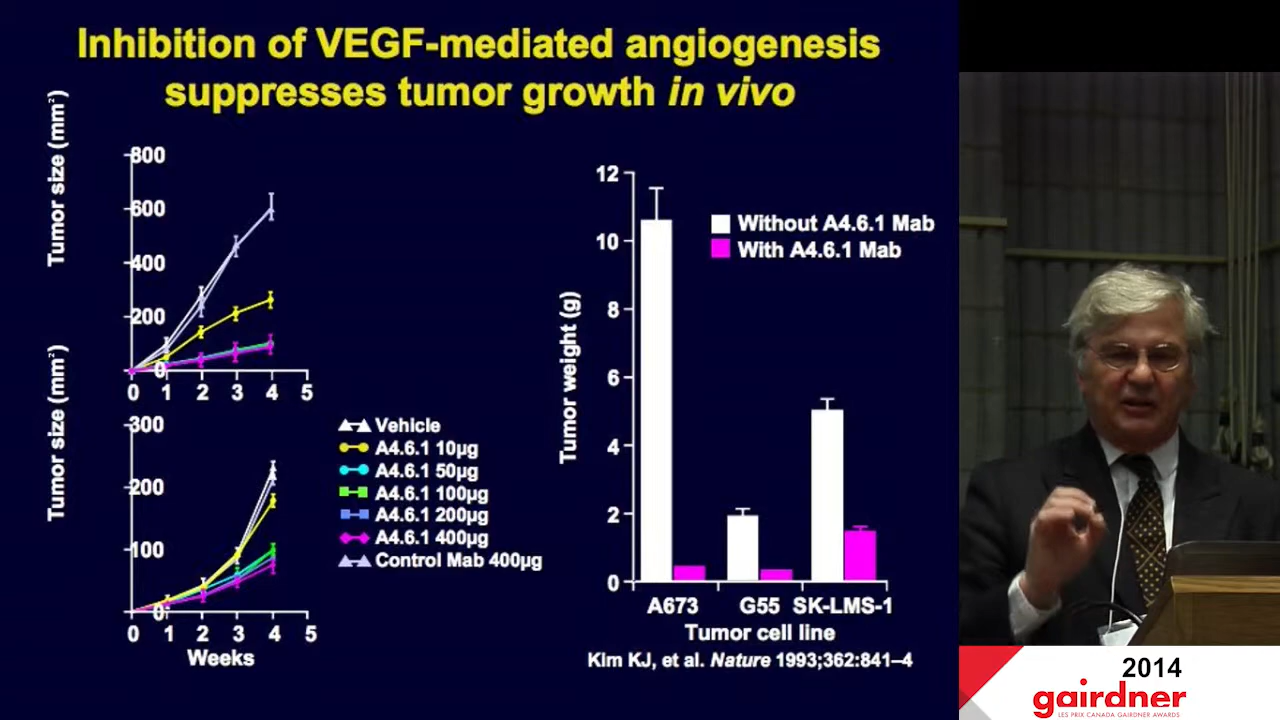 Inhibition of VEGF-mediated angiogenesis
suppresses tumor growth in vivo
Tumor size (mm²)
800
600
400
200
0
0 1 2 3 4 5
Tumor size (mm²)
300
200
100
0
0 1 2 3 4 5
Weeks
Vehicle
A4.6.1 10µg
A4.6.1 50µg
A4.6.1 100µg
A4.6.1 200µg
A4.6.1 400µg
Control Mab 400µg
Tumor weight (g)
12
10
8
6
4
2
0
Without A4.6.1 Mab
With A4.6.1 Mab
A673 G55 SK-LMS-1
Tumor cell line
Kim KJ, et al. Nature 1993;362:841–4
2014
gairdner
LES PRIX CANADA GAIRDNER AWARDS